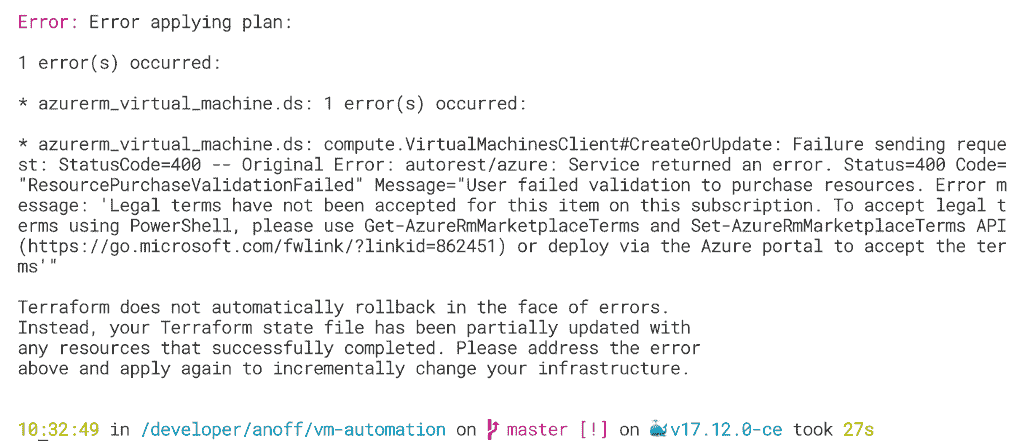 Error: Error applying plan:
1 error(s) occurred:
* azurerm_virtual_machine.ds: 1 error(s) occurred:
* azurerm_virtual_machine.ds: compute.VirtualMachinesClient#CreateOrUpdate: Failure sending reque
st: StatusCode=400 -- Original Error: autorest/azure: Service returned an error. Status=400 Code=
"ResourcePurchaseValidationFailed" Message="User failed validation to purchase resources. Error m
essage: 'Legal terms have not been accepted for this item on this subscription. To accept legal t
erms using PowerShell, please use Get-AzureRmMarketplaceTerms and Set-AzureRmMarketplaceTerms API
(https://go.microsoft.com/fwlink/?linkid=862451) or deploy via the Azure portal to accept the ter
ms'"
Terraform does not automatically rollback in the face of errors.
Instead, your Terraform state file has been partially updated with
any resources that successfully completed. Please address the error
above and apply again to incrementally change your infrastructure.
10:32:49 in /developer/anoff/vm-automation on master [!] on 🐳v17.12.0-ce took 27s